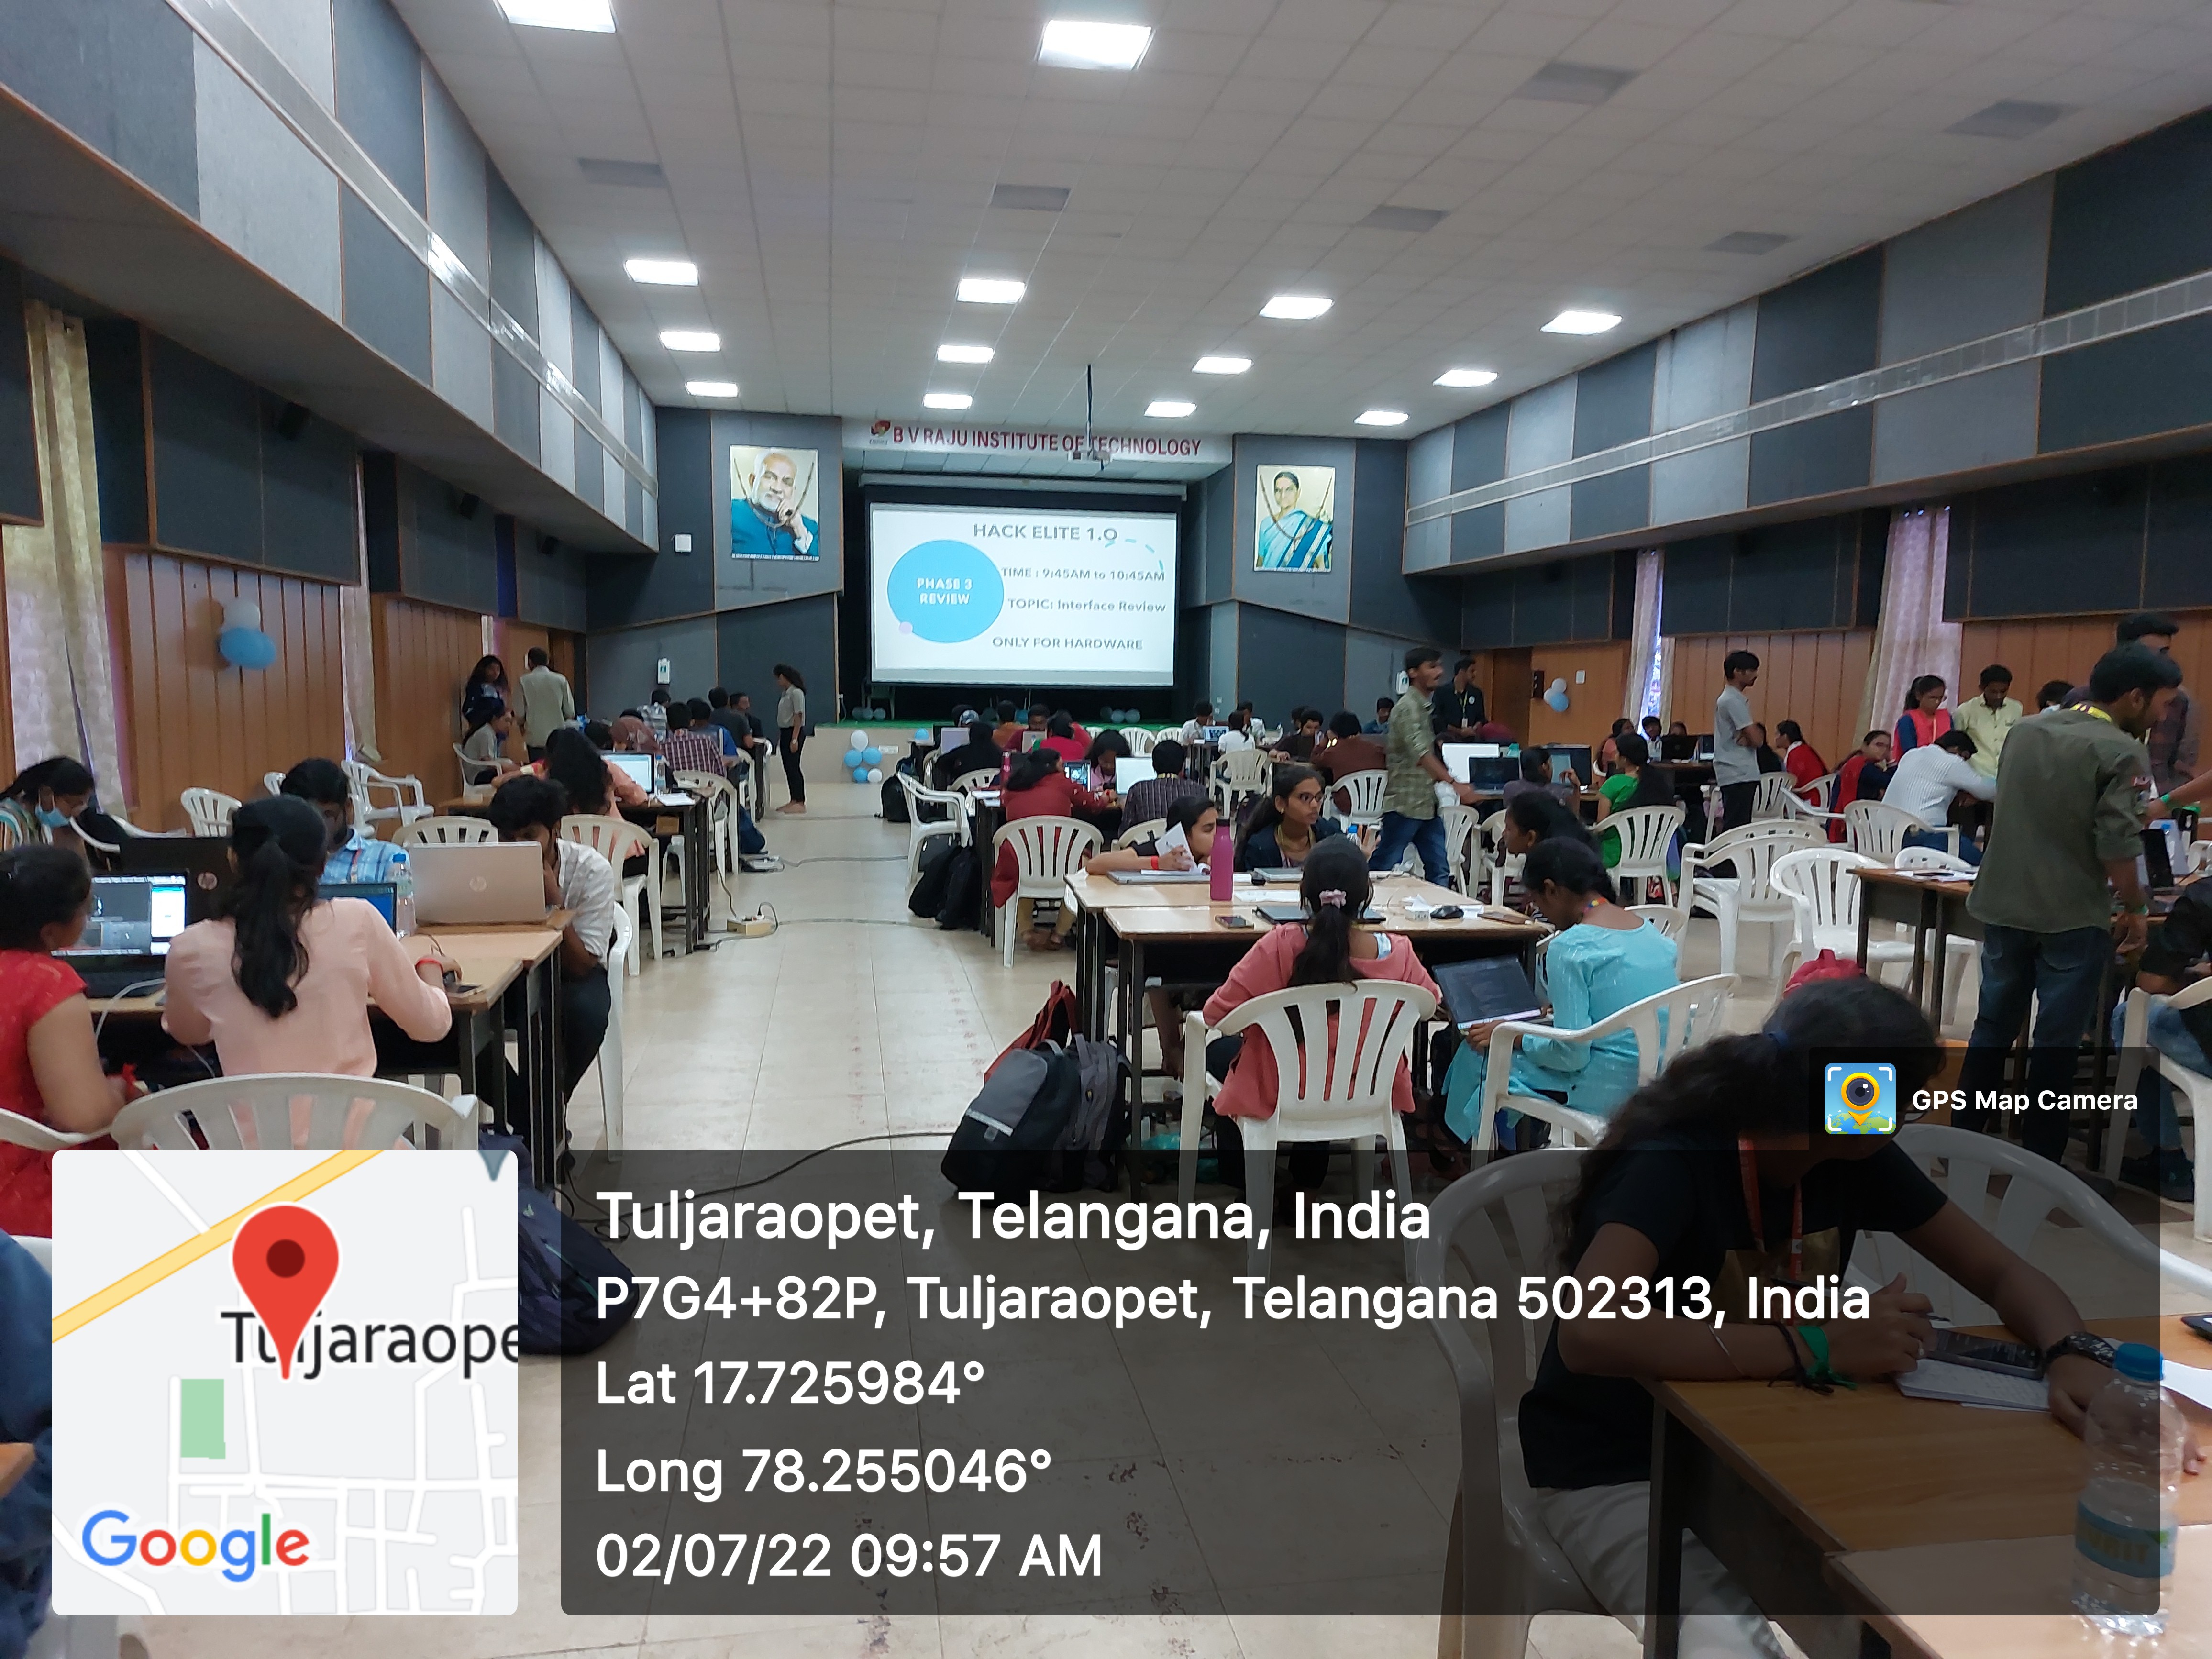 B V RAJU INSTITUTE OF TECHNOLOGY
HACK ELITE 1.O
PHASE 3
REVIEW
TIME : 9:45AM to 10:45AM
TOPIC: Interface Review
ONLY FOR HARDWARE
hp
GPS Map Camera
Tuljaraope
Google
Tuljaraopet, Telangana, India
P7G4+82P, Tuljaraopet, Telangana 502313, India
Lat 17.725984°
Long 78.255046°
02/07/22 09:57 AM